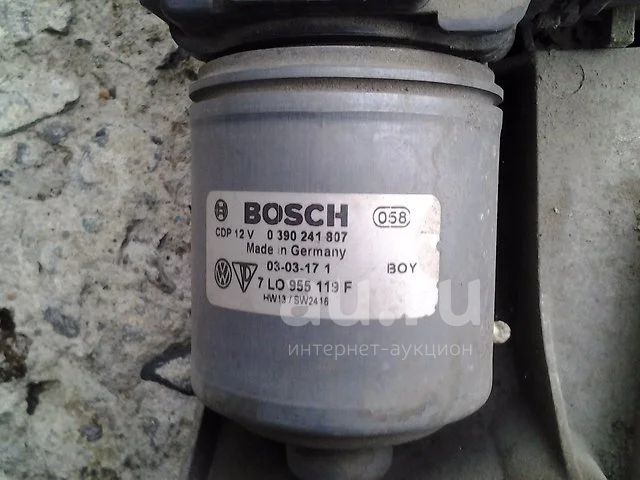 BOSCH 058
CDP 12 V 0 390 241 807
Made in Germany
03-03-17 1 BOY
7 LO 955 119 F
HW13 / SW2418
au.ru
интернет-аукцион